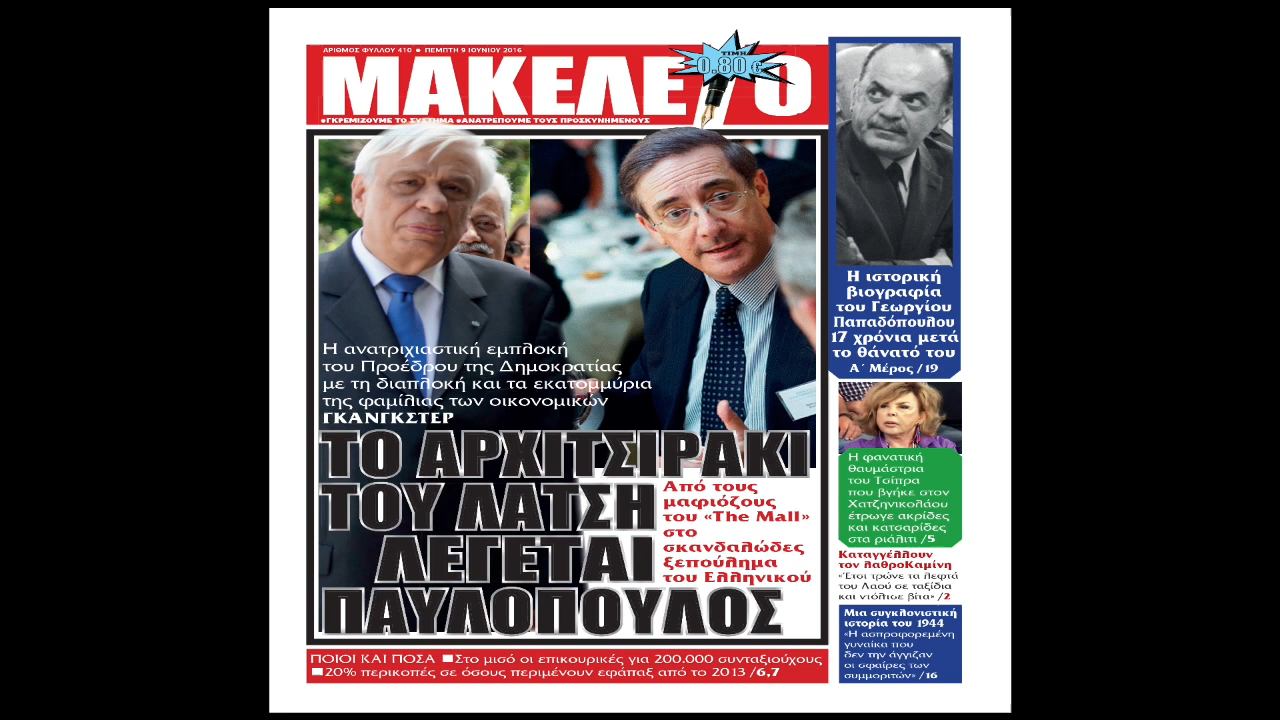 ΑΡΙΘΜΟΣ ΦΥΛΛΟΥ 410 ● ΠΕΜΠΤΗ 9 ΙΟΥΝΙΟΥ 2016
ΤΙΜΗ
0,80 €
ΜΑΚΕΛΕΙΟ
●ΓΚΡΕΜΙΖΟΥΜΕ ΤΟ ΣΥΣΤΗΜΑ ●ΑΝΑΤΡΕΠΟΥΜΕ ΤΟΥΣ ΠΡΟΣΚΥΝΗΜΕΝΟΥΣ
Η ανατριχιαστική εμπλοκή
του Προέδρου της Δημοκρατίας
με τη διαπλοκή και τα εκατομμύρια
της φαμίλιας των οικονομικών
ΓΚΑΝΓΚΣΤΕΡ
ΤΟ ΑΡΧΙΤΣΙΡΑΚΙ
ΤΟΥ ΛΑΤΣΗ
ΛΕΓΕΤΑΙ
ΠΑΥΛΟΠΟΥΛΟΣ
Από τους
μαφιόζους
του «The Mall»
στο
σκανδαλώδες
ξεπούλημα
του Ελληνικού
ΠΟΙΟΙ ΚΑΙ ΠΟΣΑ ■Στο μισό οι επικουρικές για 200.000 συνταξιούχους
■20% περικοπές σε όσους περιμένουν εφάπαξ από το 2013 /6,7
Η ιστορική
βιογραφία
του Γεωργίου
Παπαδόπουλου
17 χρόνια μετά
το θάνατό του
Α΄ Μέρος /19
Η φανατική
θαυμάστρια
του Τσίπρα
που βγήκε στον
Χατζηνικολάου
έτρωγε ακρίδες
και κατσαρίδες
στα ριάλιτι /5
Καταγγέλλουν
τον λαθροΚαμίνη
«Έτσι τρώνε τα λεφτά
του Λαού σε ταξίδια
και ντόλτσε βίτα» /2
Μια συγκλονιστική
ιστορία του 1944
«Η ασπροφορεμένη
γυναίκα που
δεν την άγγιζαν
οι σφαίρες των
συμμοριτών» /16